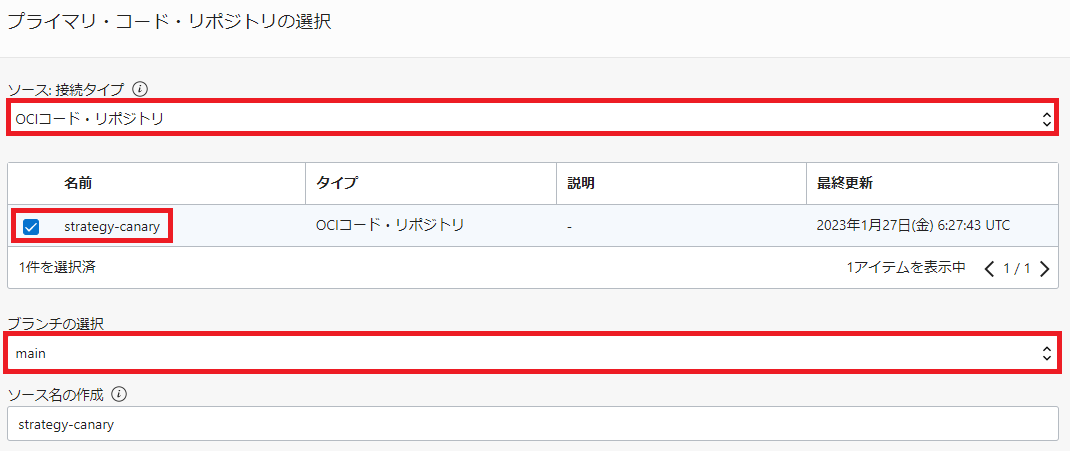 プライマリ・コード・リポジトリの選択
ソース: 接続タイプ
OCIコード・リポジトリ
名前 タイプ 説明 最終更新
strategy-canary OCIコード・リポジトリ - 2023年1月27日(金) 6:27:43 UTC
1件を選択済 1アイテムを表示中 1 / 1
ブランチの選択
main
ソース名の作成
strategy-canary